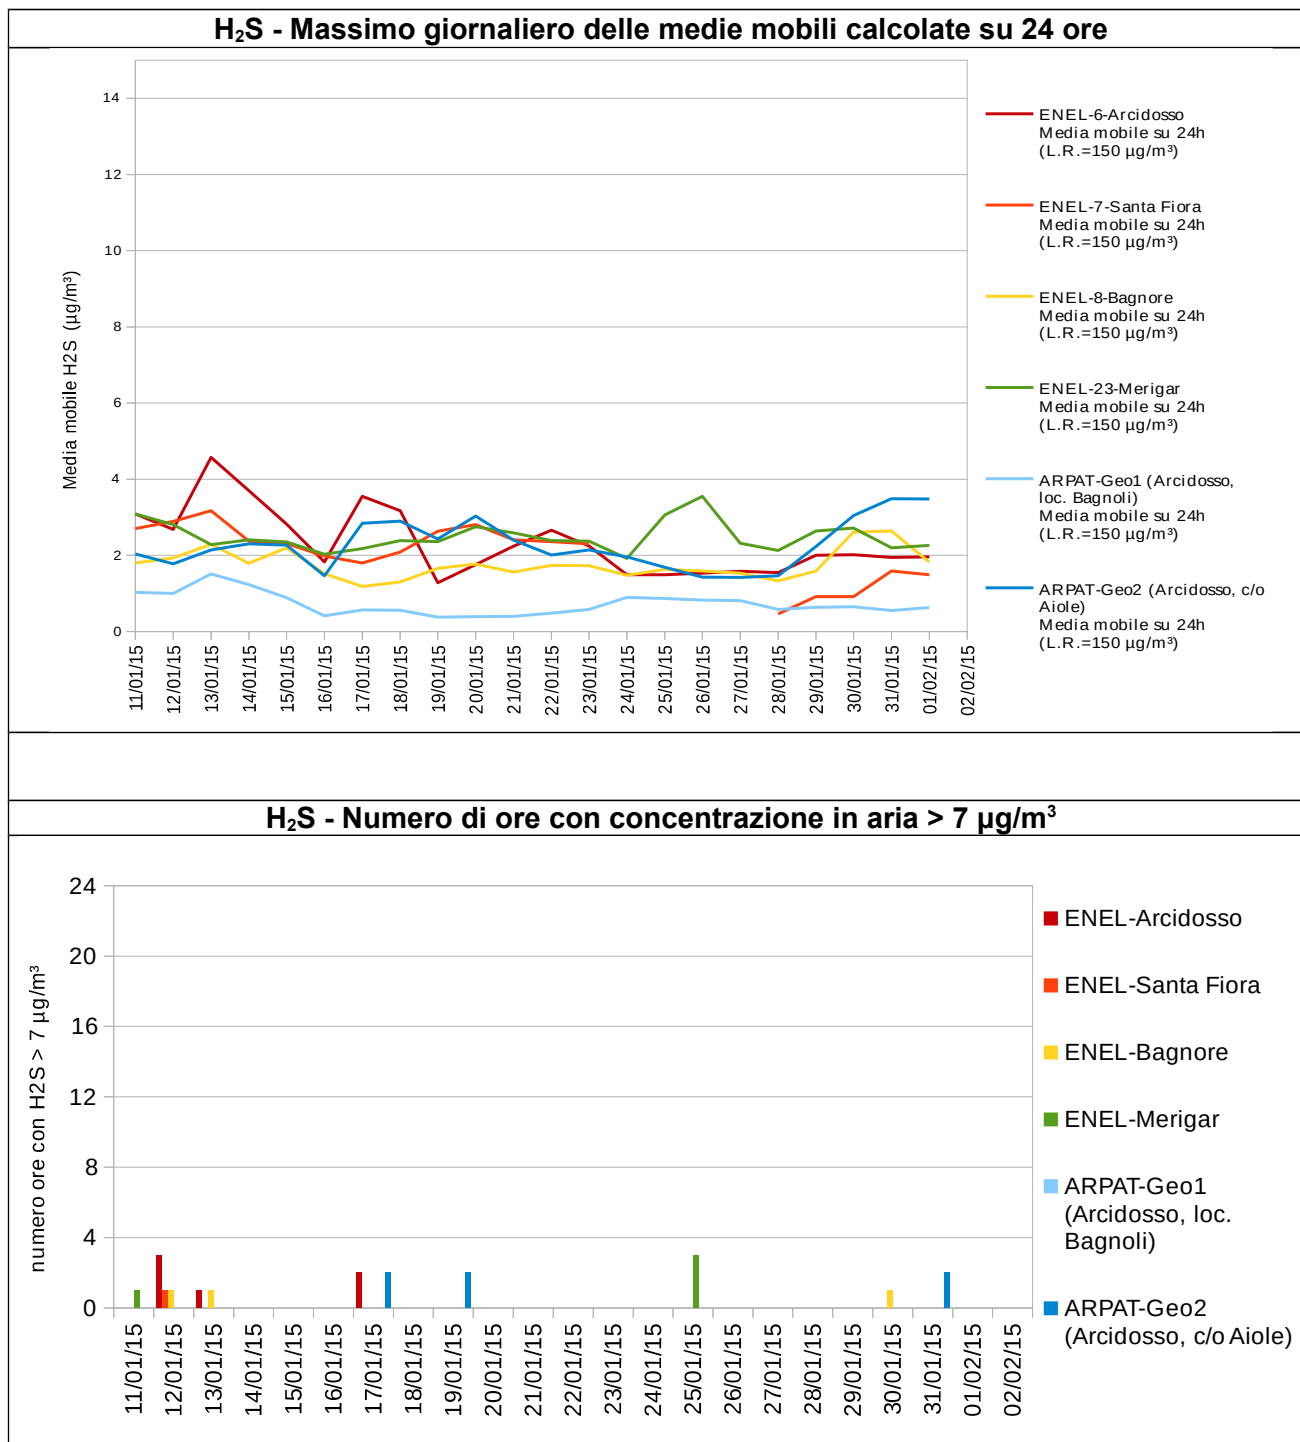 H₂S - Massimo giornaliero delle medie mobili calcolate su 24 ore
14
12
10
8
6
4
2
0
Media mobile H2S (µg/m³)
11/01/15
12/01/15
13/01/15
14/01/15
15/01/15
16/01/15
17/01/15
18/01/15
19/01/15
20/01/15
21/01/15
22/01/15
23/01/15
24/01/15
25/01/15
26/01/15
27/01/15
28/01/15
29/01/15
30/01/15
31/01/15
01/02/15
02/02/15
ENEL-6-Arcidosso
Media mobile su 24h
(L.R.=150 µg/m³)
ENEL-7-Santa Fiora
Media mobile su 24h
(L.R.=150 µg/m³)
ENEL-8-Bagnore
Media mobile su 24h
(L.R.=150 µg/m³)
ENEL-23-Merigar
Media mobile su 24h
(L.R.=150 µg/m³)
ARPAT-Geo1 (Arcidosso,
loc. Bagnoli)
Media mobile su 24h
(L.R.=150 µg/m³)
ARPAT-Geo2 (Arcidosso, c/o
Aiole)
Media mobile su 24h
(L.R.=150 µg/m³)
H₂S - Numero di ore con concentrazione in aria > 7 µg/m³
24
20
16
12
8
4
0
numero ore con H2S > 7 µg/m³
11/01/15
12/01/15
13/01/15
14/01/15
15/01/15
16/01/15
17/01/15
18/01/15
19/01/15
20/01/15
21/01/15
22/01/15
23/01/15
24/01/15
25/01/15
26/01/15
27/01/15
28/01/15
29/01/15
30/01/15
31/01/15
01/02/15
02/02/15
ENEL-Arcidosso
ENEL-Santa Fiora
ENEL-Bagnore
ENEL-Merigar
ARPAT-Geo1
(Arcidosso, loc.
Bagnoli)
ARPAT-Geo2
(Arcidosso, c/o Aiole)